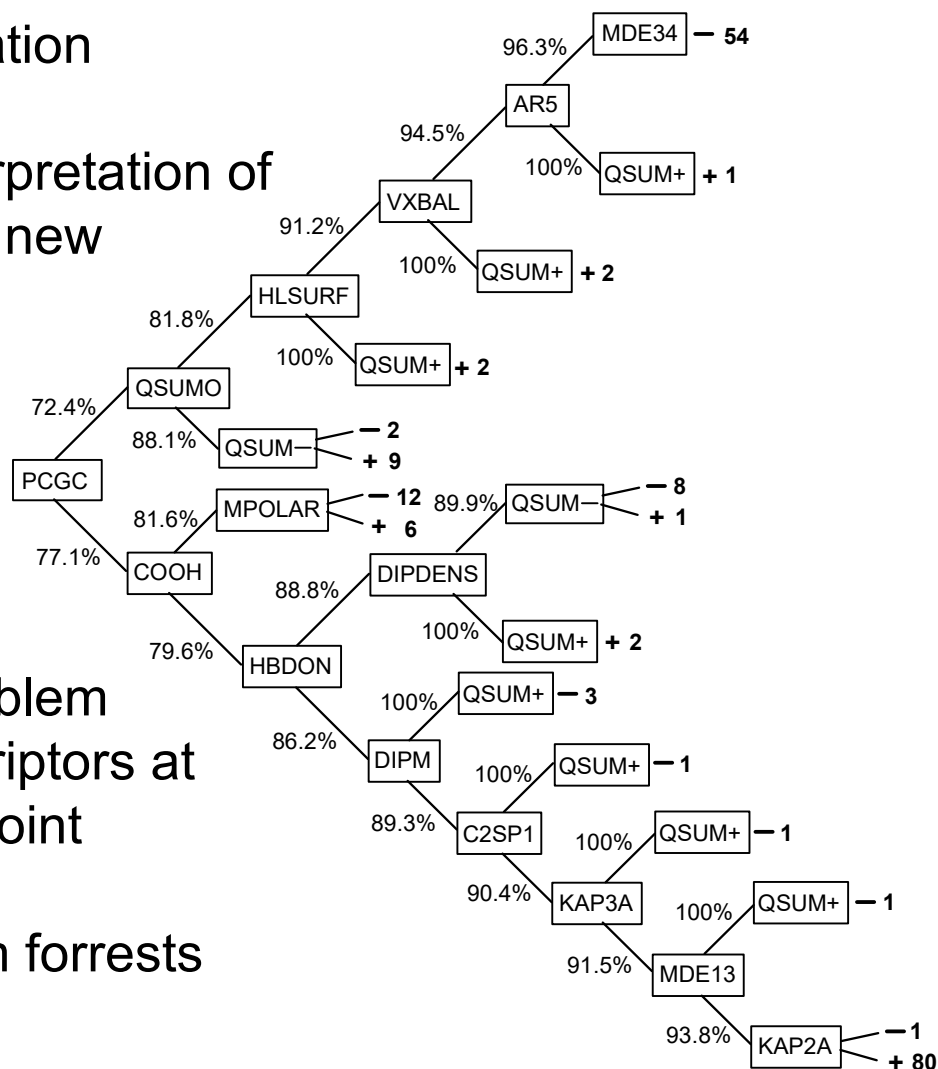 ation
rpretation of
new
blem
riptors at
oint
n forrests
MDE34 — 54
96.3%
AR5
94.5%
100%
QSUM+ + 1
VXBAL
91.2%
100%
QSUM+ + 2
HLSURF
81.8%
100%
QSUM+ + 2
QSUMO
72.4%
88.1%
QSUM—
— 2
+ 9
PCGC
77.1%
81.6%
MPOLAR
— 12
+ 6
COOH
79.6%
88.8%
89.9%
QSUM—
— 8
+ 1
DIPDENS
100%
QSUM+ + 2
HBDON
86.2%
100%
QSUM+ — 3
DIPM
89.3%
100%
QSUM+ — 1
C2SP1
90.4%
100%
QSUM+ — 1
KAP3A
91.5%
100%
QSUM+ — 1
MDE13
93.8%
KAP2A
— 1
+ 80